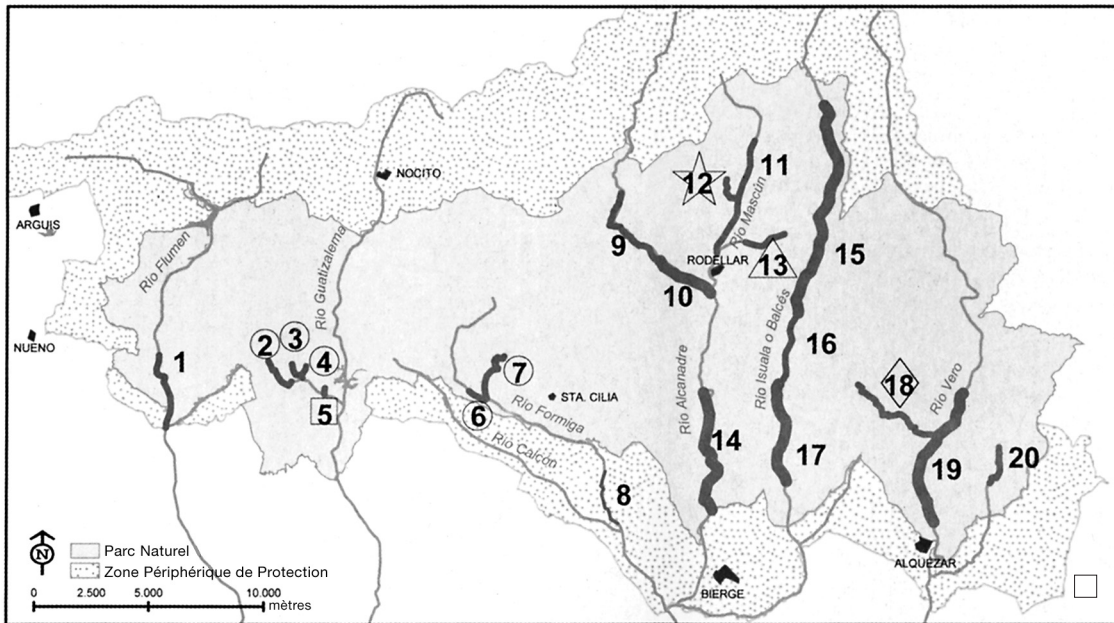 NOCITO
11
12
ARGUIS
Río Flumen
Río Guatizalema
Río Mascún
9
15
RODELLAR
13
10
NUENO
1
2
3
4
5
7
6
STA. CILIA
Río Formiga
Río Calcón
Río Alcanadre
Río Isuala o Balcés
16
18
Río Vero
8
14
17
19
20
N
Parc Naturel
Zone Périphérique de Protection
0 2.500 5.000 10.000
mètres
BIERGE
ALQUÉZAR